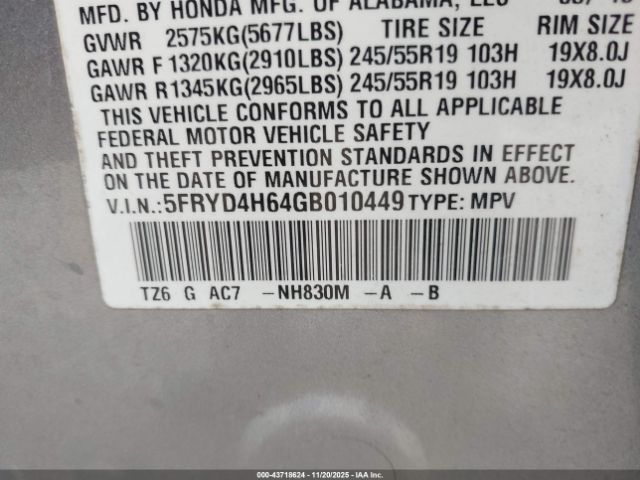 MFD. BY HONDA MFG. OF ALABAMA, LLC
GVWR 2575KG(5677LBS) TIRE SIZE RIM SIZE
GAWR F 1320KG(2910LBS) 245/55R19 103H 19X8.0J
GAWR R1345KG(2965LBS) 245/55R19 103H 19X8.0J
THIS VEHICLE CONFORMS TO ALL APPLICABLE
FEDERAL MOTOR VEHICLE SAFETY
AND THEFT PREVENTION STANDARDS IN EFFECT
ON THE DATE OF MANUFACTURE SHOWN ABOVE.
V.I.N.:5FRYD4H64GB010449 TYPE: MPV
TZ6 G AC7 -NH830M -A -B
000-43718624 - 11/20/2025 - IAA Inc.